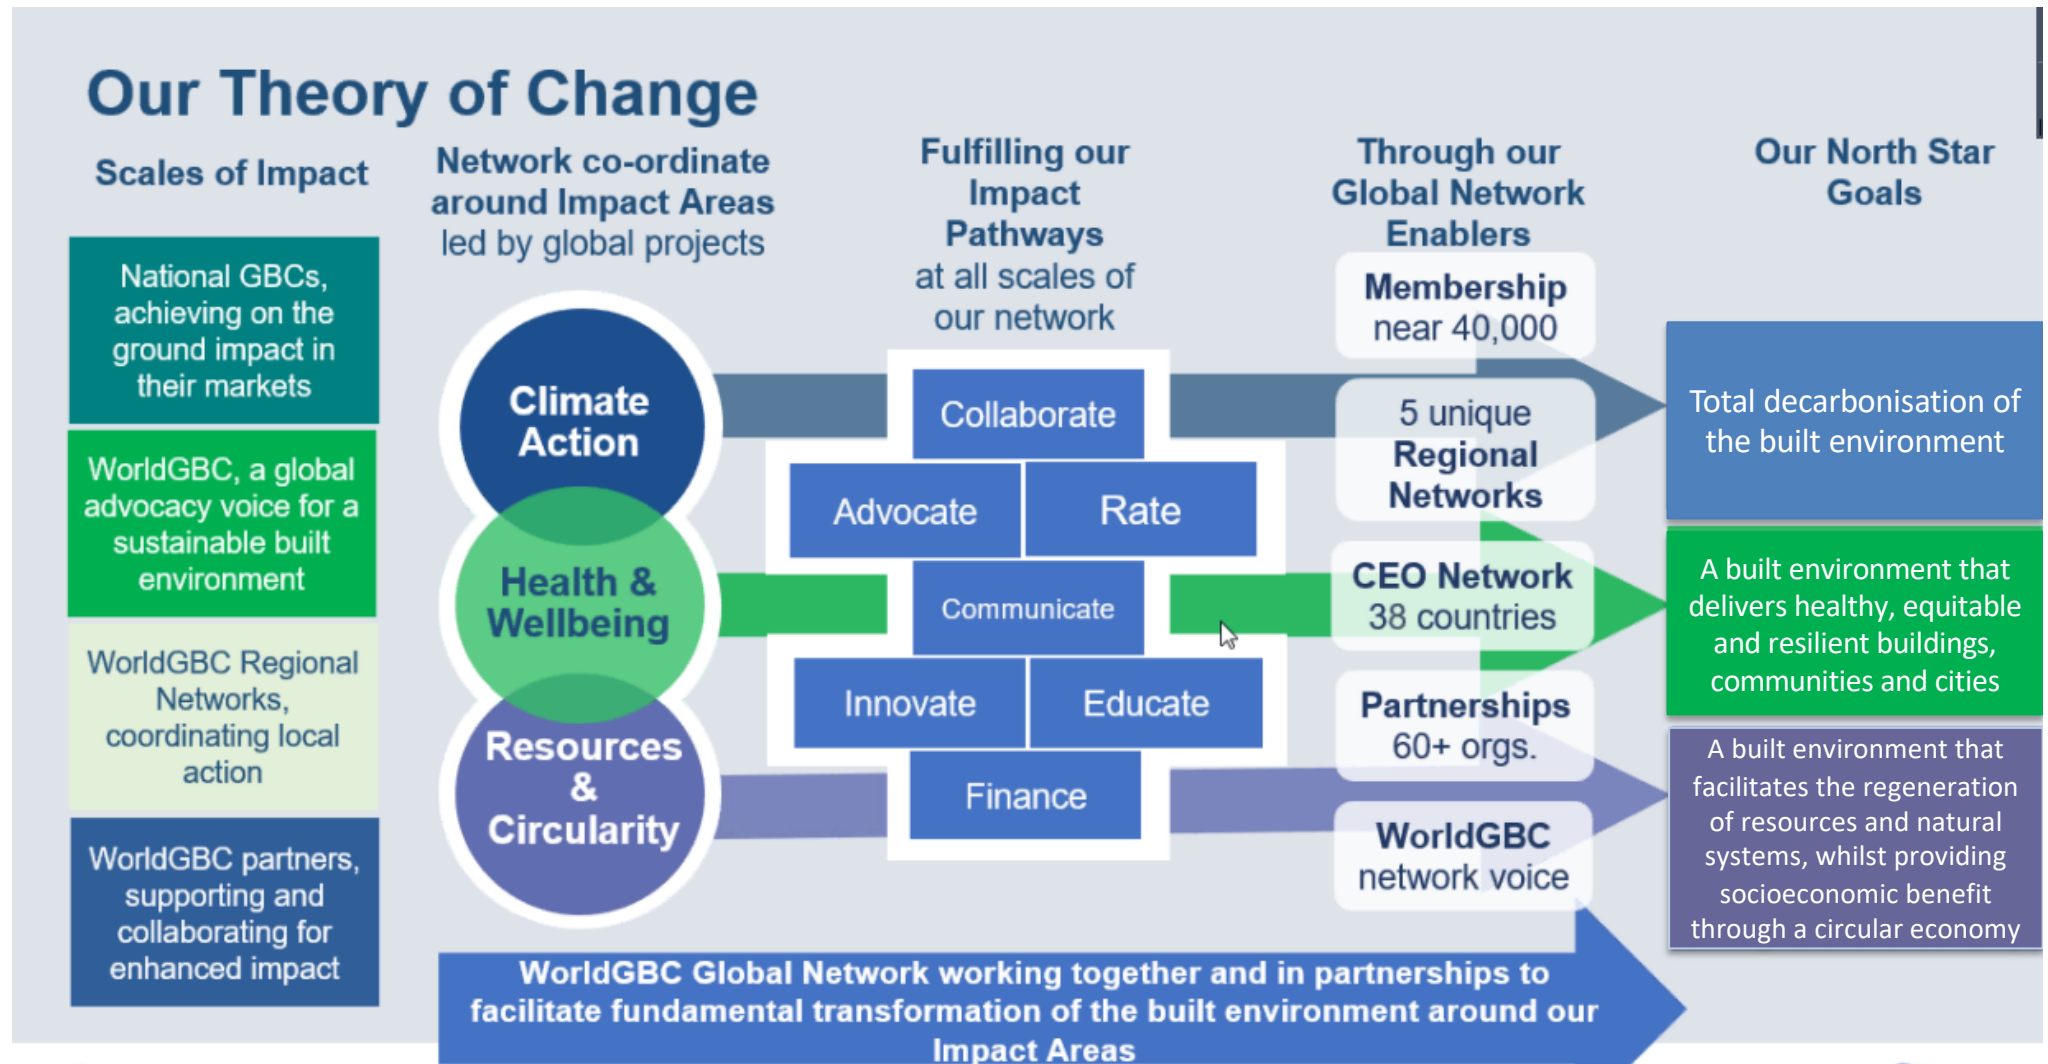 Our Theory of Change
Scales of Impact
National GBCs,
achieving on the
ground impact in
their markets
WorldGBC, a global
advocacy voice for a
sustainable built
environment
WorldGBC Regional
Networks,
coordinating local
action
WorldGBC partners,
supporting and
collaborating for
enhanced impact
Network co-ordinate
around Impact Areas
led by global projects
Climate
Action
Health &
Wellbeing
Resources
&
Circularity
Fulfilling our
Impact
Pathways
at all scales of
our network
Collaborate
Advocate
Rate
Communicate
Innovate
Educate
Finance
Through our
Global Network
Enablers
Membership
near 40,000
5 unique
Regional
Networks
CEO Network
38 countries
Partnerships
60+ orgs.
WorldGBC
network voice
Our North Star
Goals
Total decarbonisation of
the built environment
A built environment that
delivers healthy, equitable
and resilient buildings,
communities and cities
A built environment that
facilitates the regeneration
of resources and natural
systems, whilst providing
socioeconomic benefit
through a circular economy
WorldGBC Global Network working together and in partnerships to
facilitate fundamental transformation of the built environment around our
Impact Areas